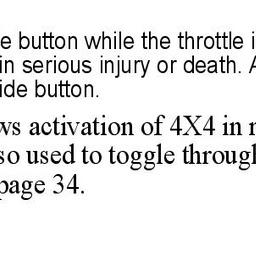 e button while the throttle i
in serious injury or death. A
ide button.
ws activation of 4X4 in r
so used to toggle through
page 34.